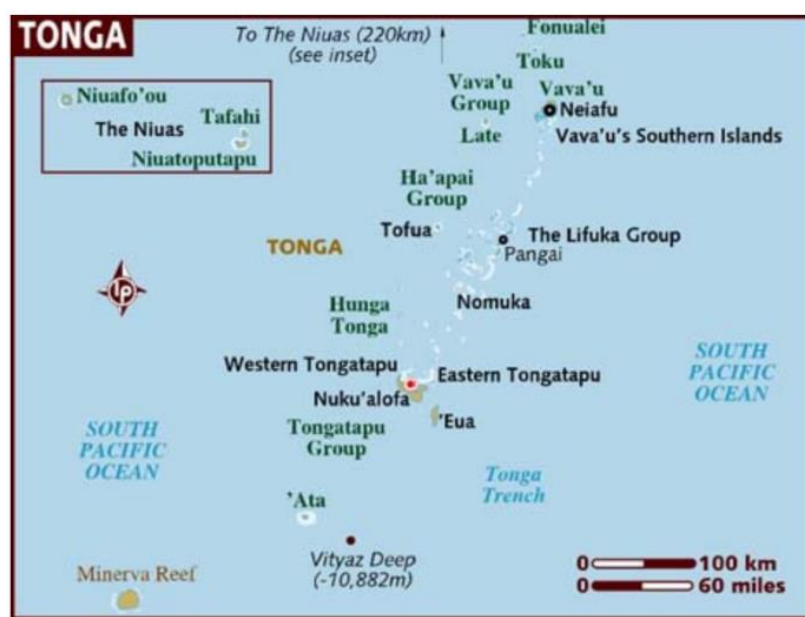 TONGA
To The Niuas (220km)
(see inset)
Fonualei
Toku
Vava'u
Group
Vava'u
Neiafu
Late
Vava'u's Southern Islands
Niuafo'ou
The Niuas
Tafahi
Niuatoputapu
Ha'apai
Group
Tofua
TONGA
The Lifuka Group
Pangai
lp
Nomuka
Hunga
Tonga
Western Tongatapu
Eastern Tongatapu
SOUTH
PACIFIC
OCEAN
Nuku'alofa
'Eua
Tongatapu
Group
SOUTH
PACIFIC
OCEAN
Tonga
Trench
'Ata
Vityaz Deep
(-10,882m)
Minerva Reef
0 100 km
0 60 miles